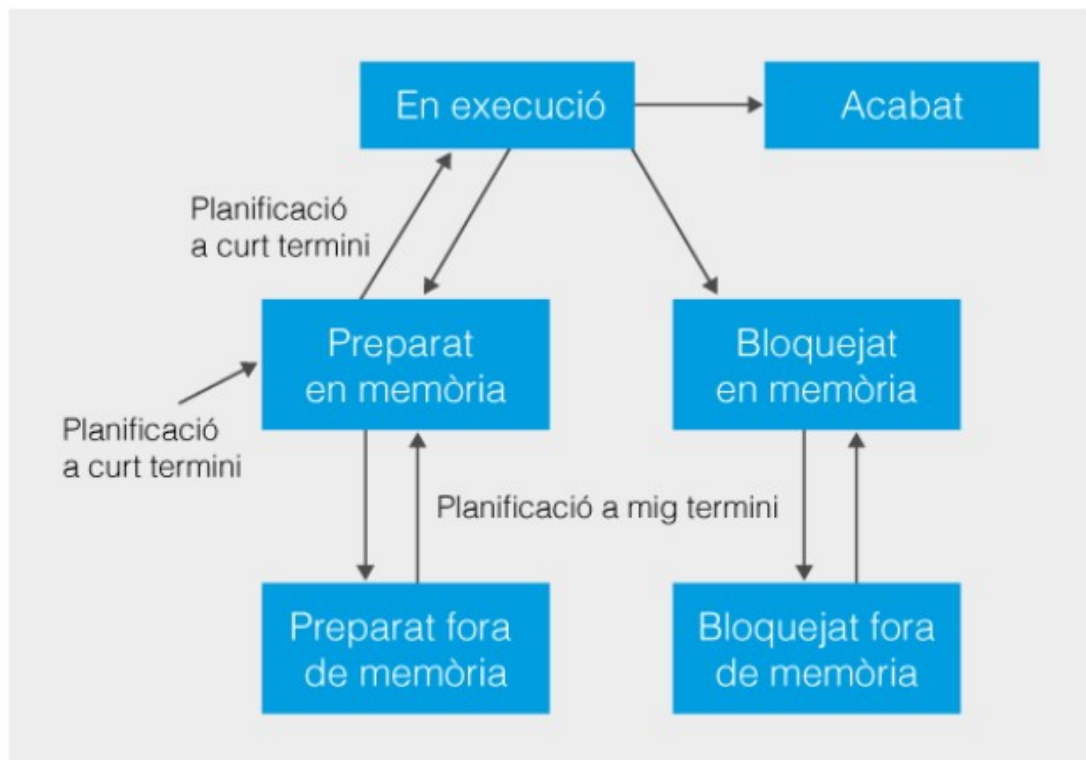 En execució
Acabat
Planificació
a curt termini
Preparat
en memòria
Bloquejat
en memòria
Planificació
a curt termini
Planificació a mig termini
Preparat fora
de memòria
Bloquejat fora
de memòria